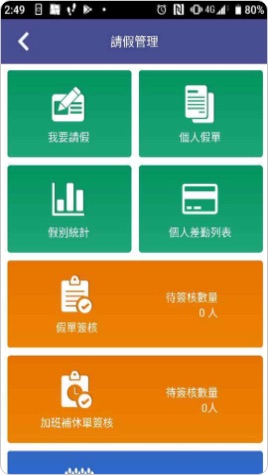 2:49
4G
80%
請假管理
我要請假
個人假單
假別統計
個人差勤列表
假單簽核
待簽核數量
0 人
加班補休單簽核
待簽核數量
0人